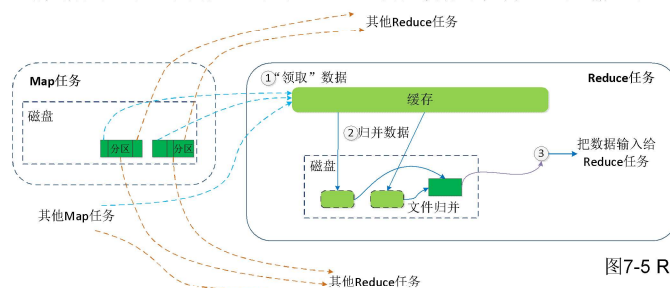 其他Reduce任务
Map任务
①“领取”数据
Reduce任务
磁盘
缓存
分区
分区
②归并数据
③
把数据输入给
Reduce任务
磁盘
文件归并
其他Map任务
图7-5 R
其他Reduce任务